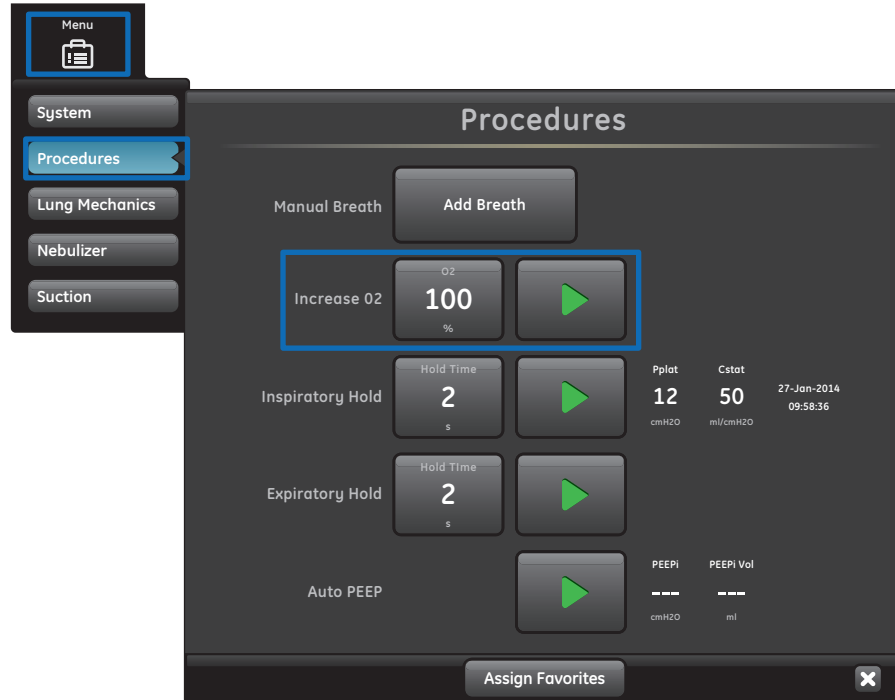 Menu
System
Procedures
Lung Mechanics
Nebulizer
Suction
Procedures
Manual Breath
Add Breath
Increase 02
O2
100
%
Inspiratory Hold
Hold Time
2
s
Pplat
12
cmH2O
Cstat
50
ml/cmH2O
27-Jan-2014
09:58:36
Expiratory Hold
Hold TIme
2
s
Auto PEEP
PEEPi
---
cmH2O
PEEPi Vol
---
ml
Assign Favorites